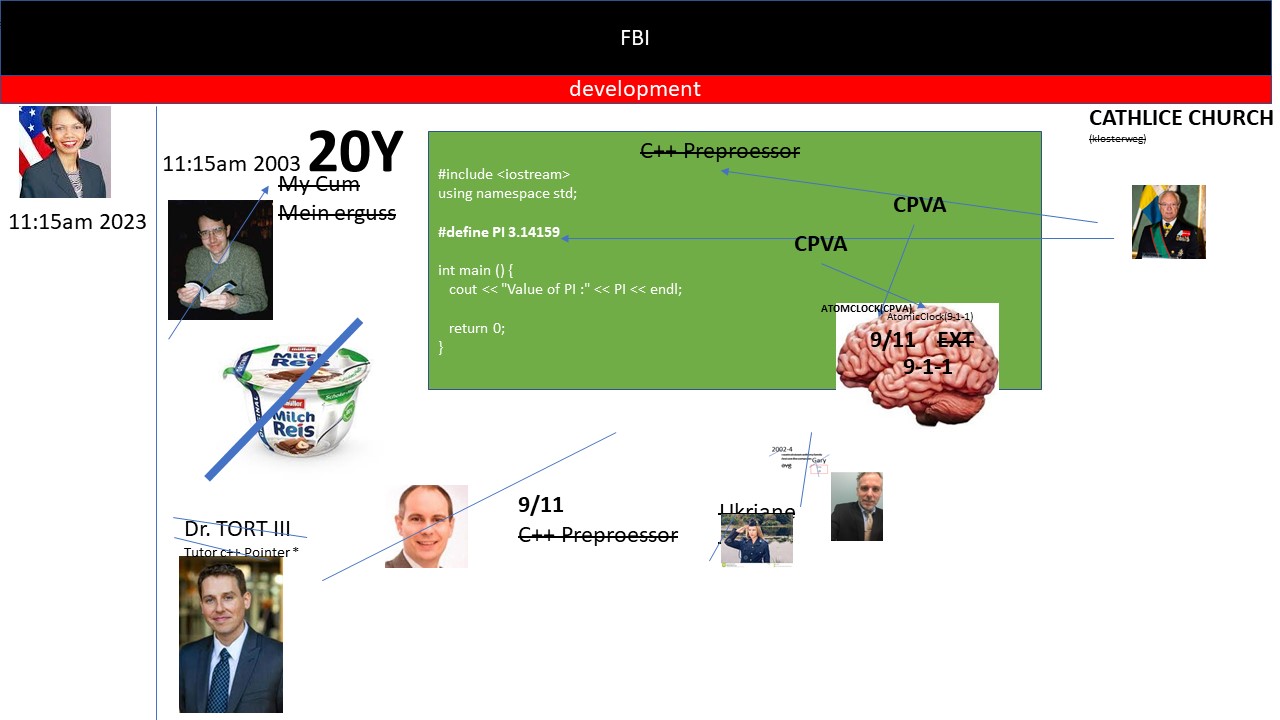 FBI
development
CATHLICE CHURCH
(klosterweg)
11:15am 2003 20Y
My Cum
Mein erguss
11:15am 2023
C++ Preproessor
#include <iostream>
using namespace std;
#define PI 3.14159
int main () {
cout << "Value of PI :" << PI << endl;
return 0;
}
CPVA
CPVA
ATOMCLOCK(CPVA)
AtomicClock(9-1-1)
9/11 EXT
9-1-1
müller
Milch
Reis
müller
Milch
Reis
2002-4
Gary
9/11
C++ Preproessor
Ukriane
Dr. TORT III
Tutor c++ Pointer *